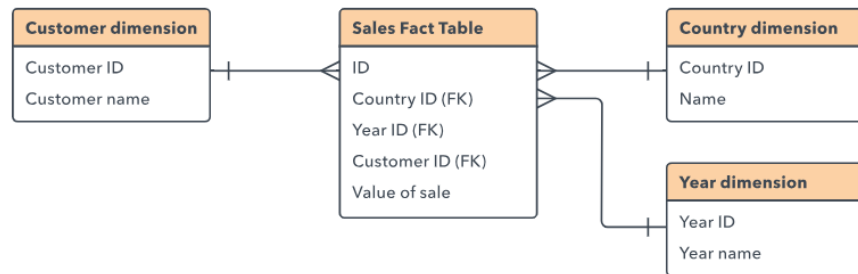 Customer dimension
Customer ID
Customer name
Sales Fact Table
ID
Country ID (FK)
Year ID (FK)
Customer ID (FK)
Value of sale
Country dimension
Country ID
Name
Year dimension
Year ID
Year name